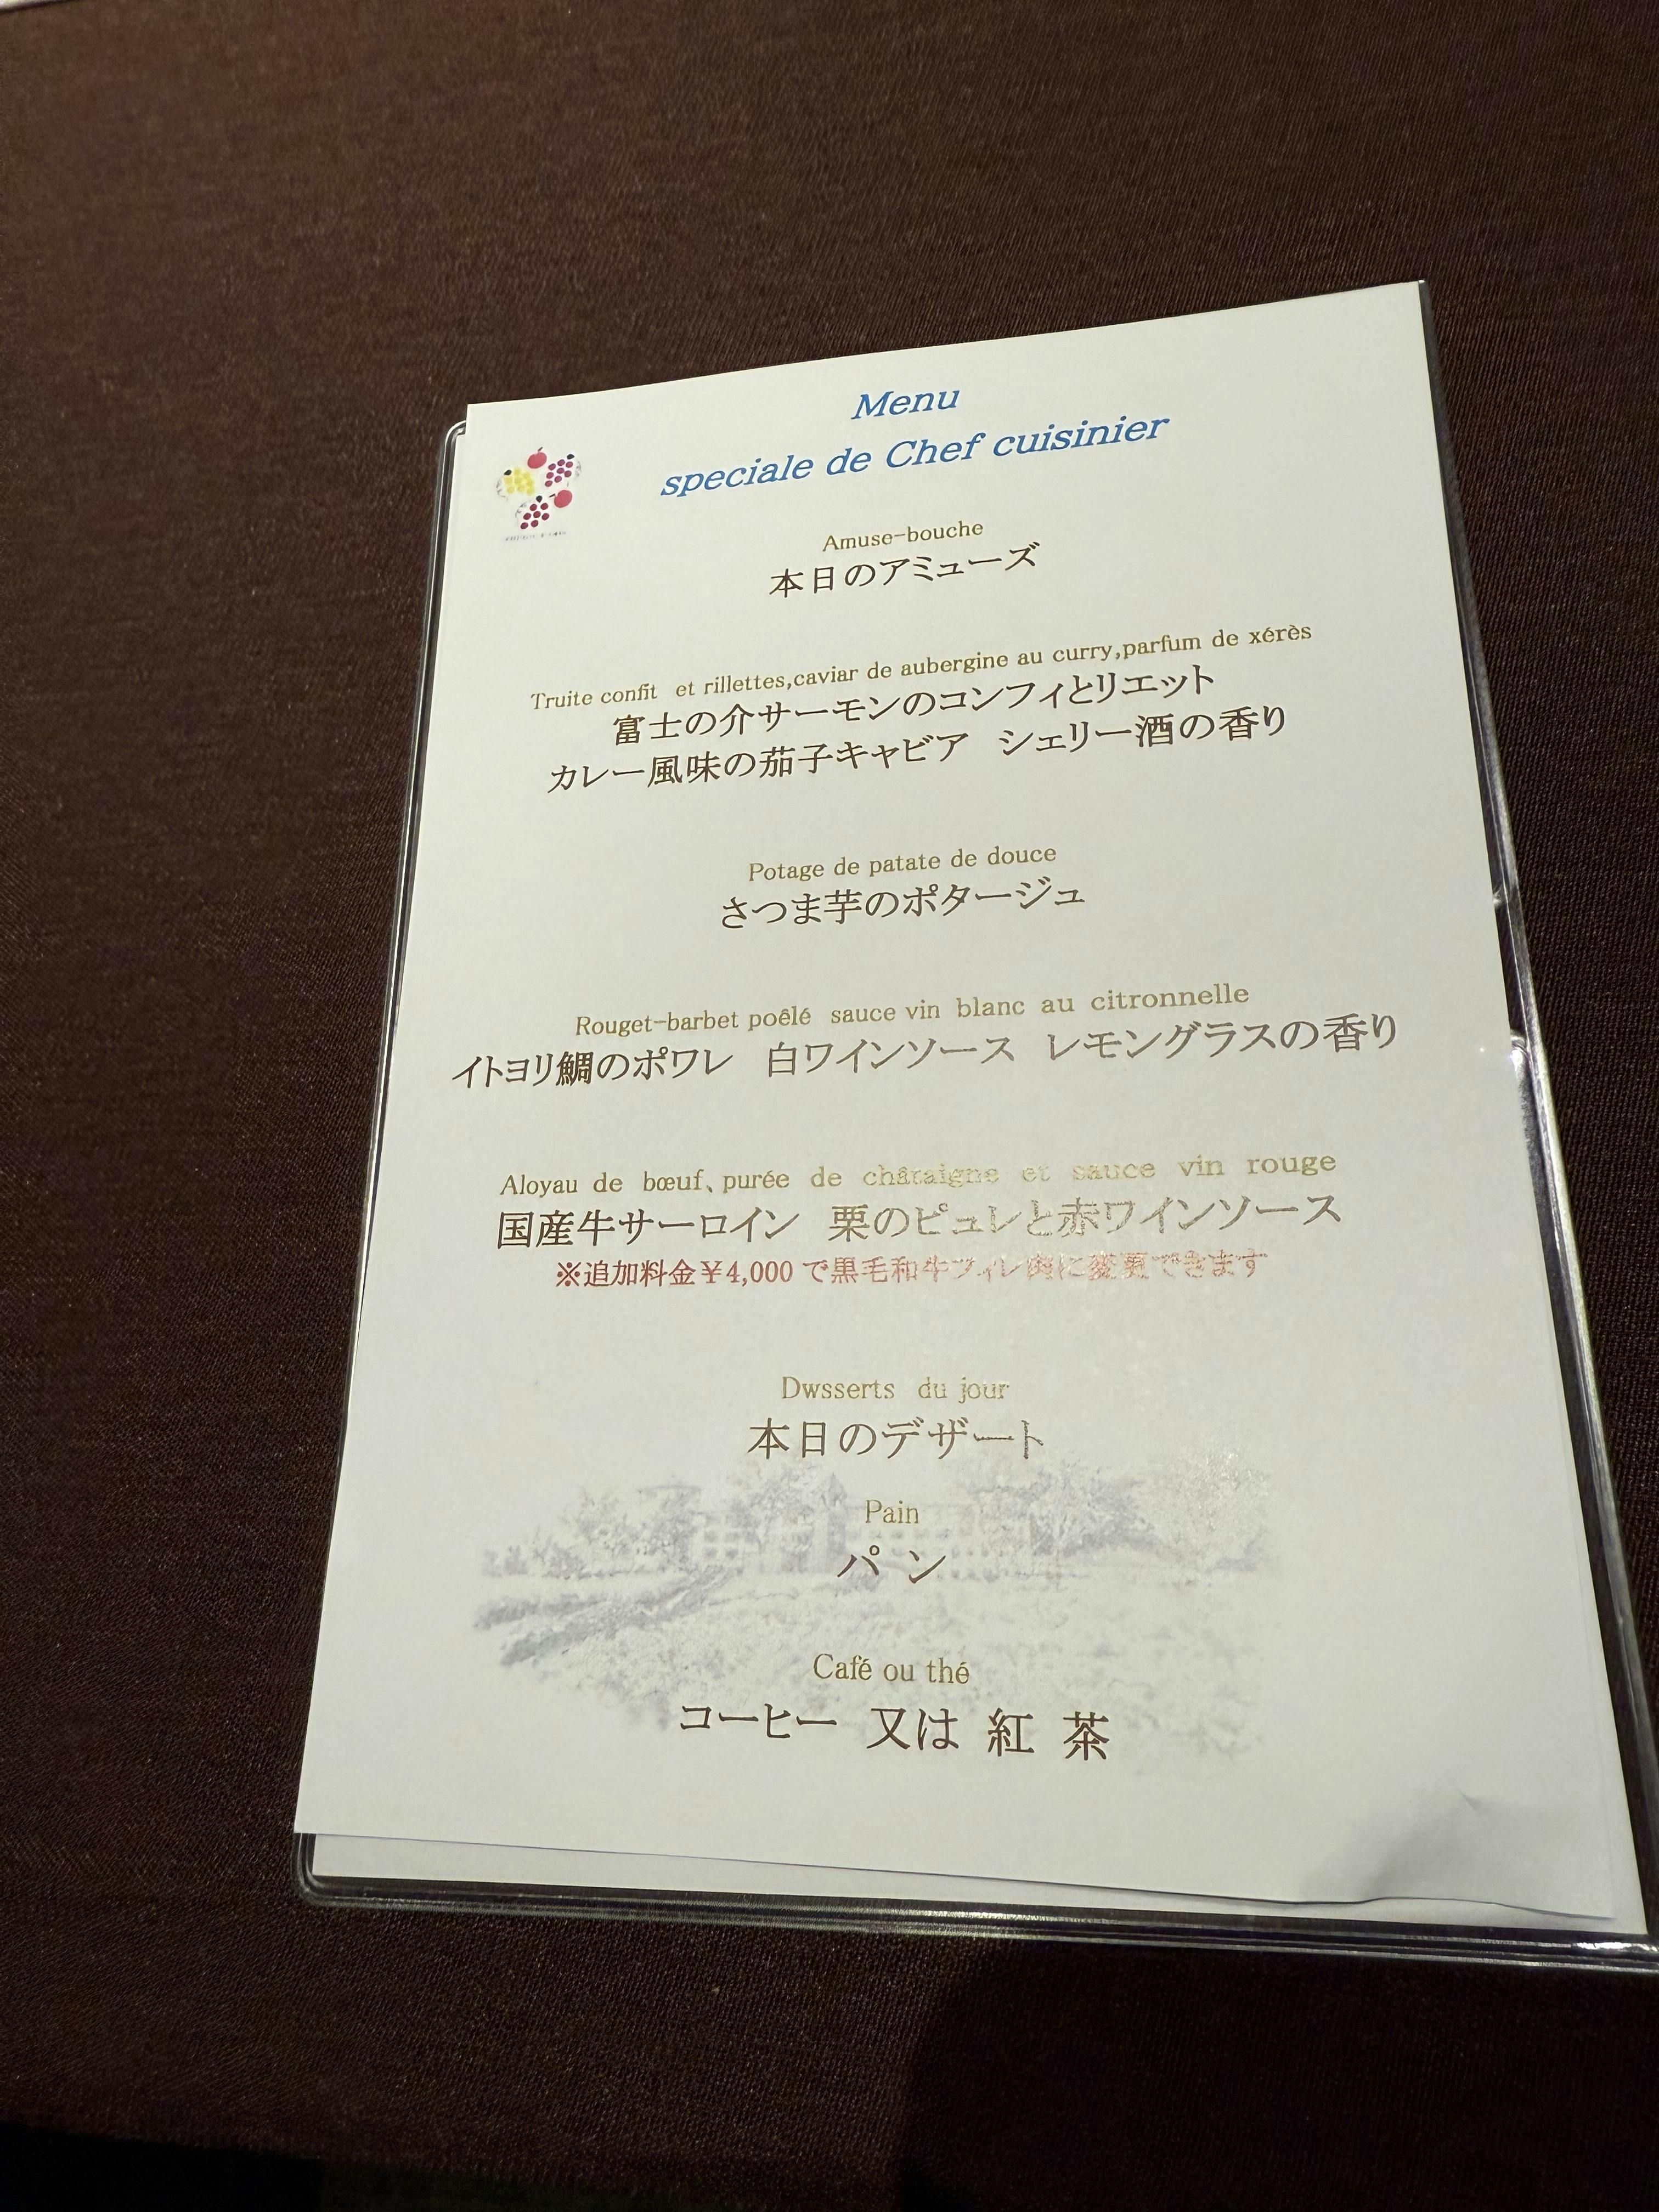 Menu
speciale de Chef cuisinier
Amuse-bouche
本日のアミューズ
Truite confit et rillettes,caviar de aubergine au curry,parfum de xérès
富士の介サーモンのコンフィとリエット
カレー風味の茄子キャビア シェリー酒の香り
Potage de patate de douce
さつま芋のポタージュ
Rouget-barbet poêlé sauce vin blanc au citronnelle
イトヨリ鯛のポワレ 白ワインソース レモングラスの香り
Aloyau de bœuf、purée de châtaigne et sauce vin rouge
国産牛サーロイン 栗のピュレと赤ワインソース
※追加料金￥4,000 で黒毛和牛フィレ肉に変更できます
Dwsserts du jour
本日のデザート
Pain
パン
Café ou thé
コーヒー 又は 紅 茶